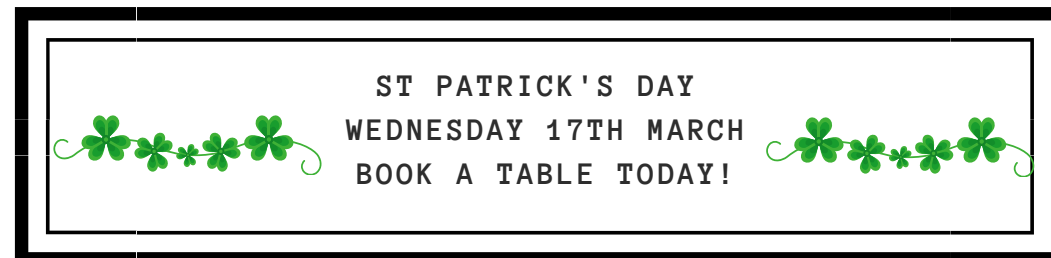 ST PATRICK'S DAY
WEDNESDAY 17TH MARCH
BOOK A TABLE TODAY!